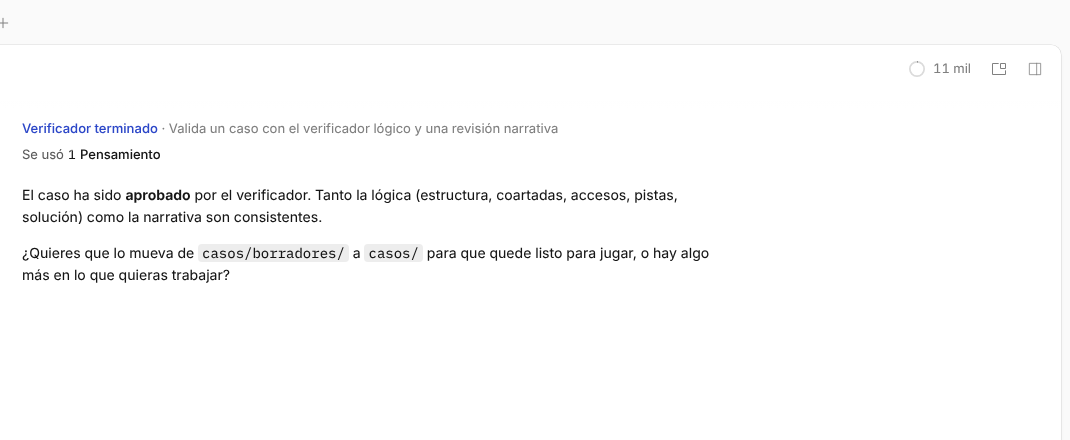 11 mil
Verificador terminado · Valida un caso con el verificador lógico y una revisión narrativa
Se usó 1 Pensamiento
El caso ha sido aprobado por el verificador. Tanto la lógica (estructura, coartadas, accesos, pistas,
solución) como la narrativa son consistentes.
¿Quieres que lo mueva de casos/borradores/ a casos/ para que quede listo para jugar, o hay algo
más en lo que quieras trabajar?